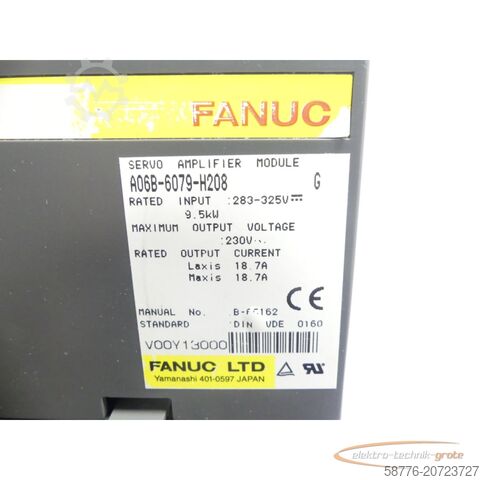 FANUC
SERVO AMPLIFIER MODULE
A06B-6079-H208 G
RATED INPUT :283-325V
9.5kW
MAXIMUM OUTPUT VOLTAGE
:230V
RATED OUTPUT CURRENT
Laxis 18.7A
Maxis 18.7A
MANUAL No.
STANDARD DIN VDE 0160
CE
V00Y13000
FANUC LTD
Yamanashi 401-0597 JAPAN
elektro-technik-grote
58776-20723727